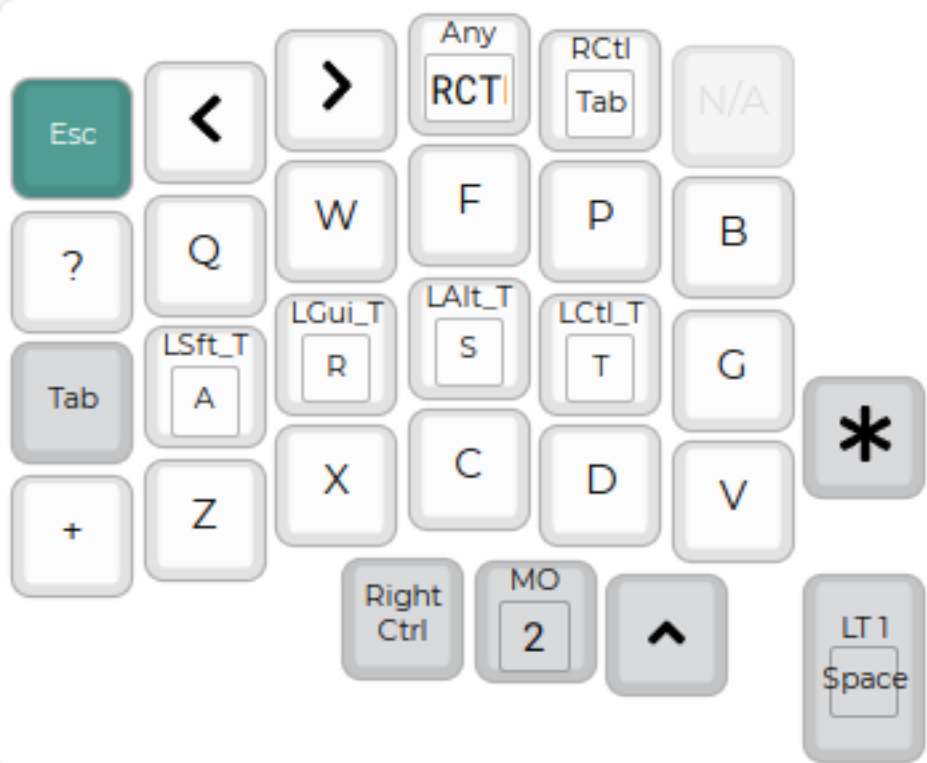 Esc
<
>
Any
RCT
RCtl
Tab
N/A
?
Q
W
F
P
B
Tab
LSft_T
A
LGui_T
R
LAlt_T
S
LCtl_T
T
G
*
+
Z
X
C
D
V
Right
Ctrl
MO
2
^
LT 1
Space